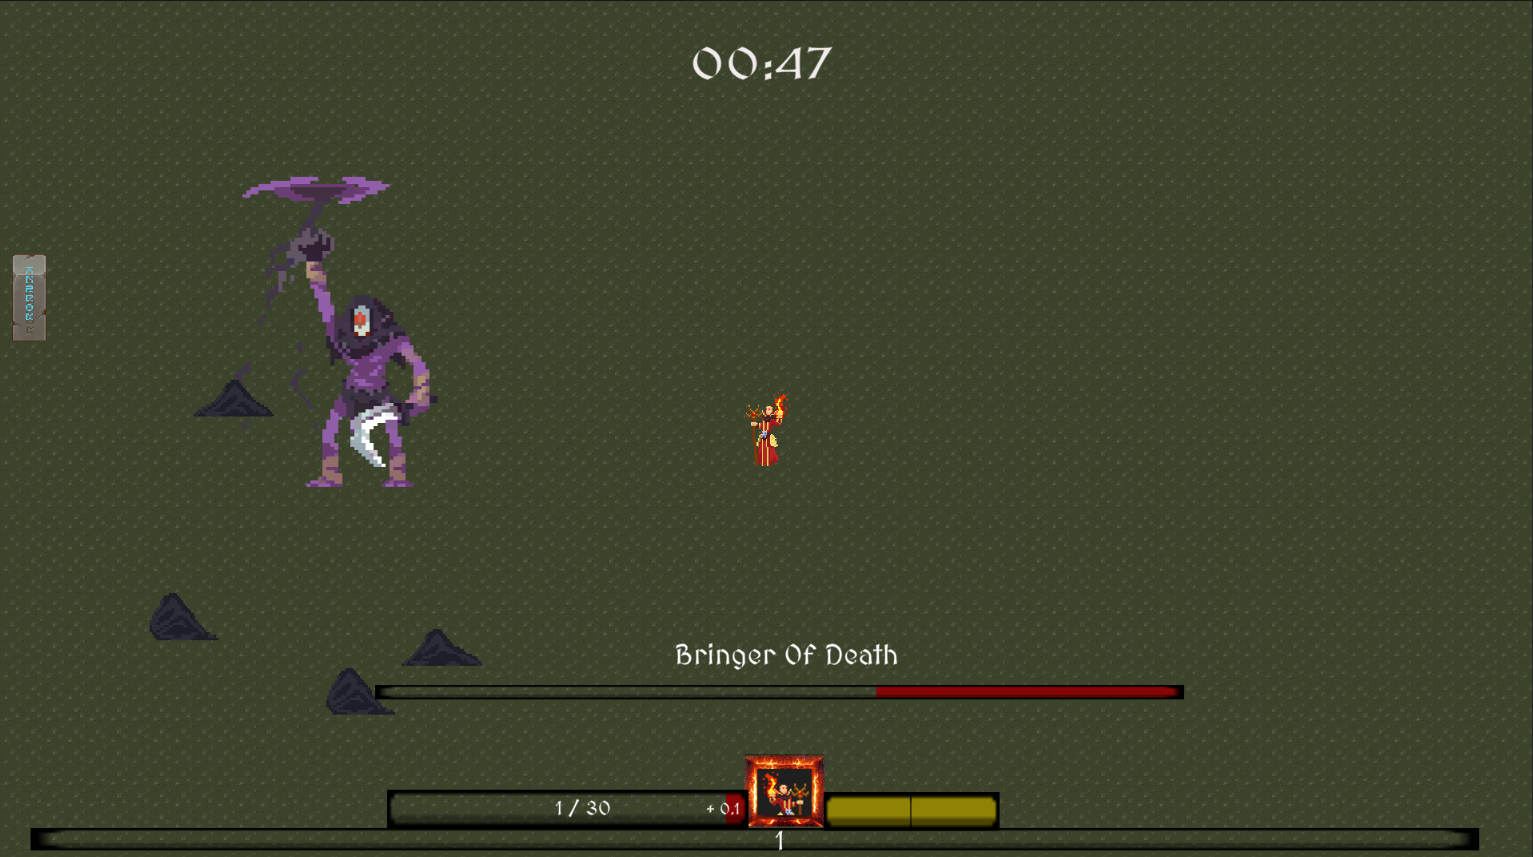 00:47
Bringer Of Death
1 / 30
+ 0.1
1